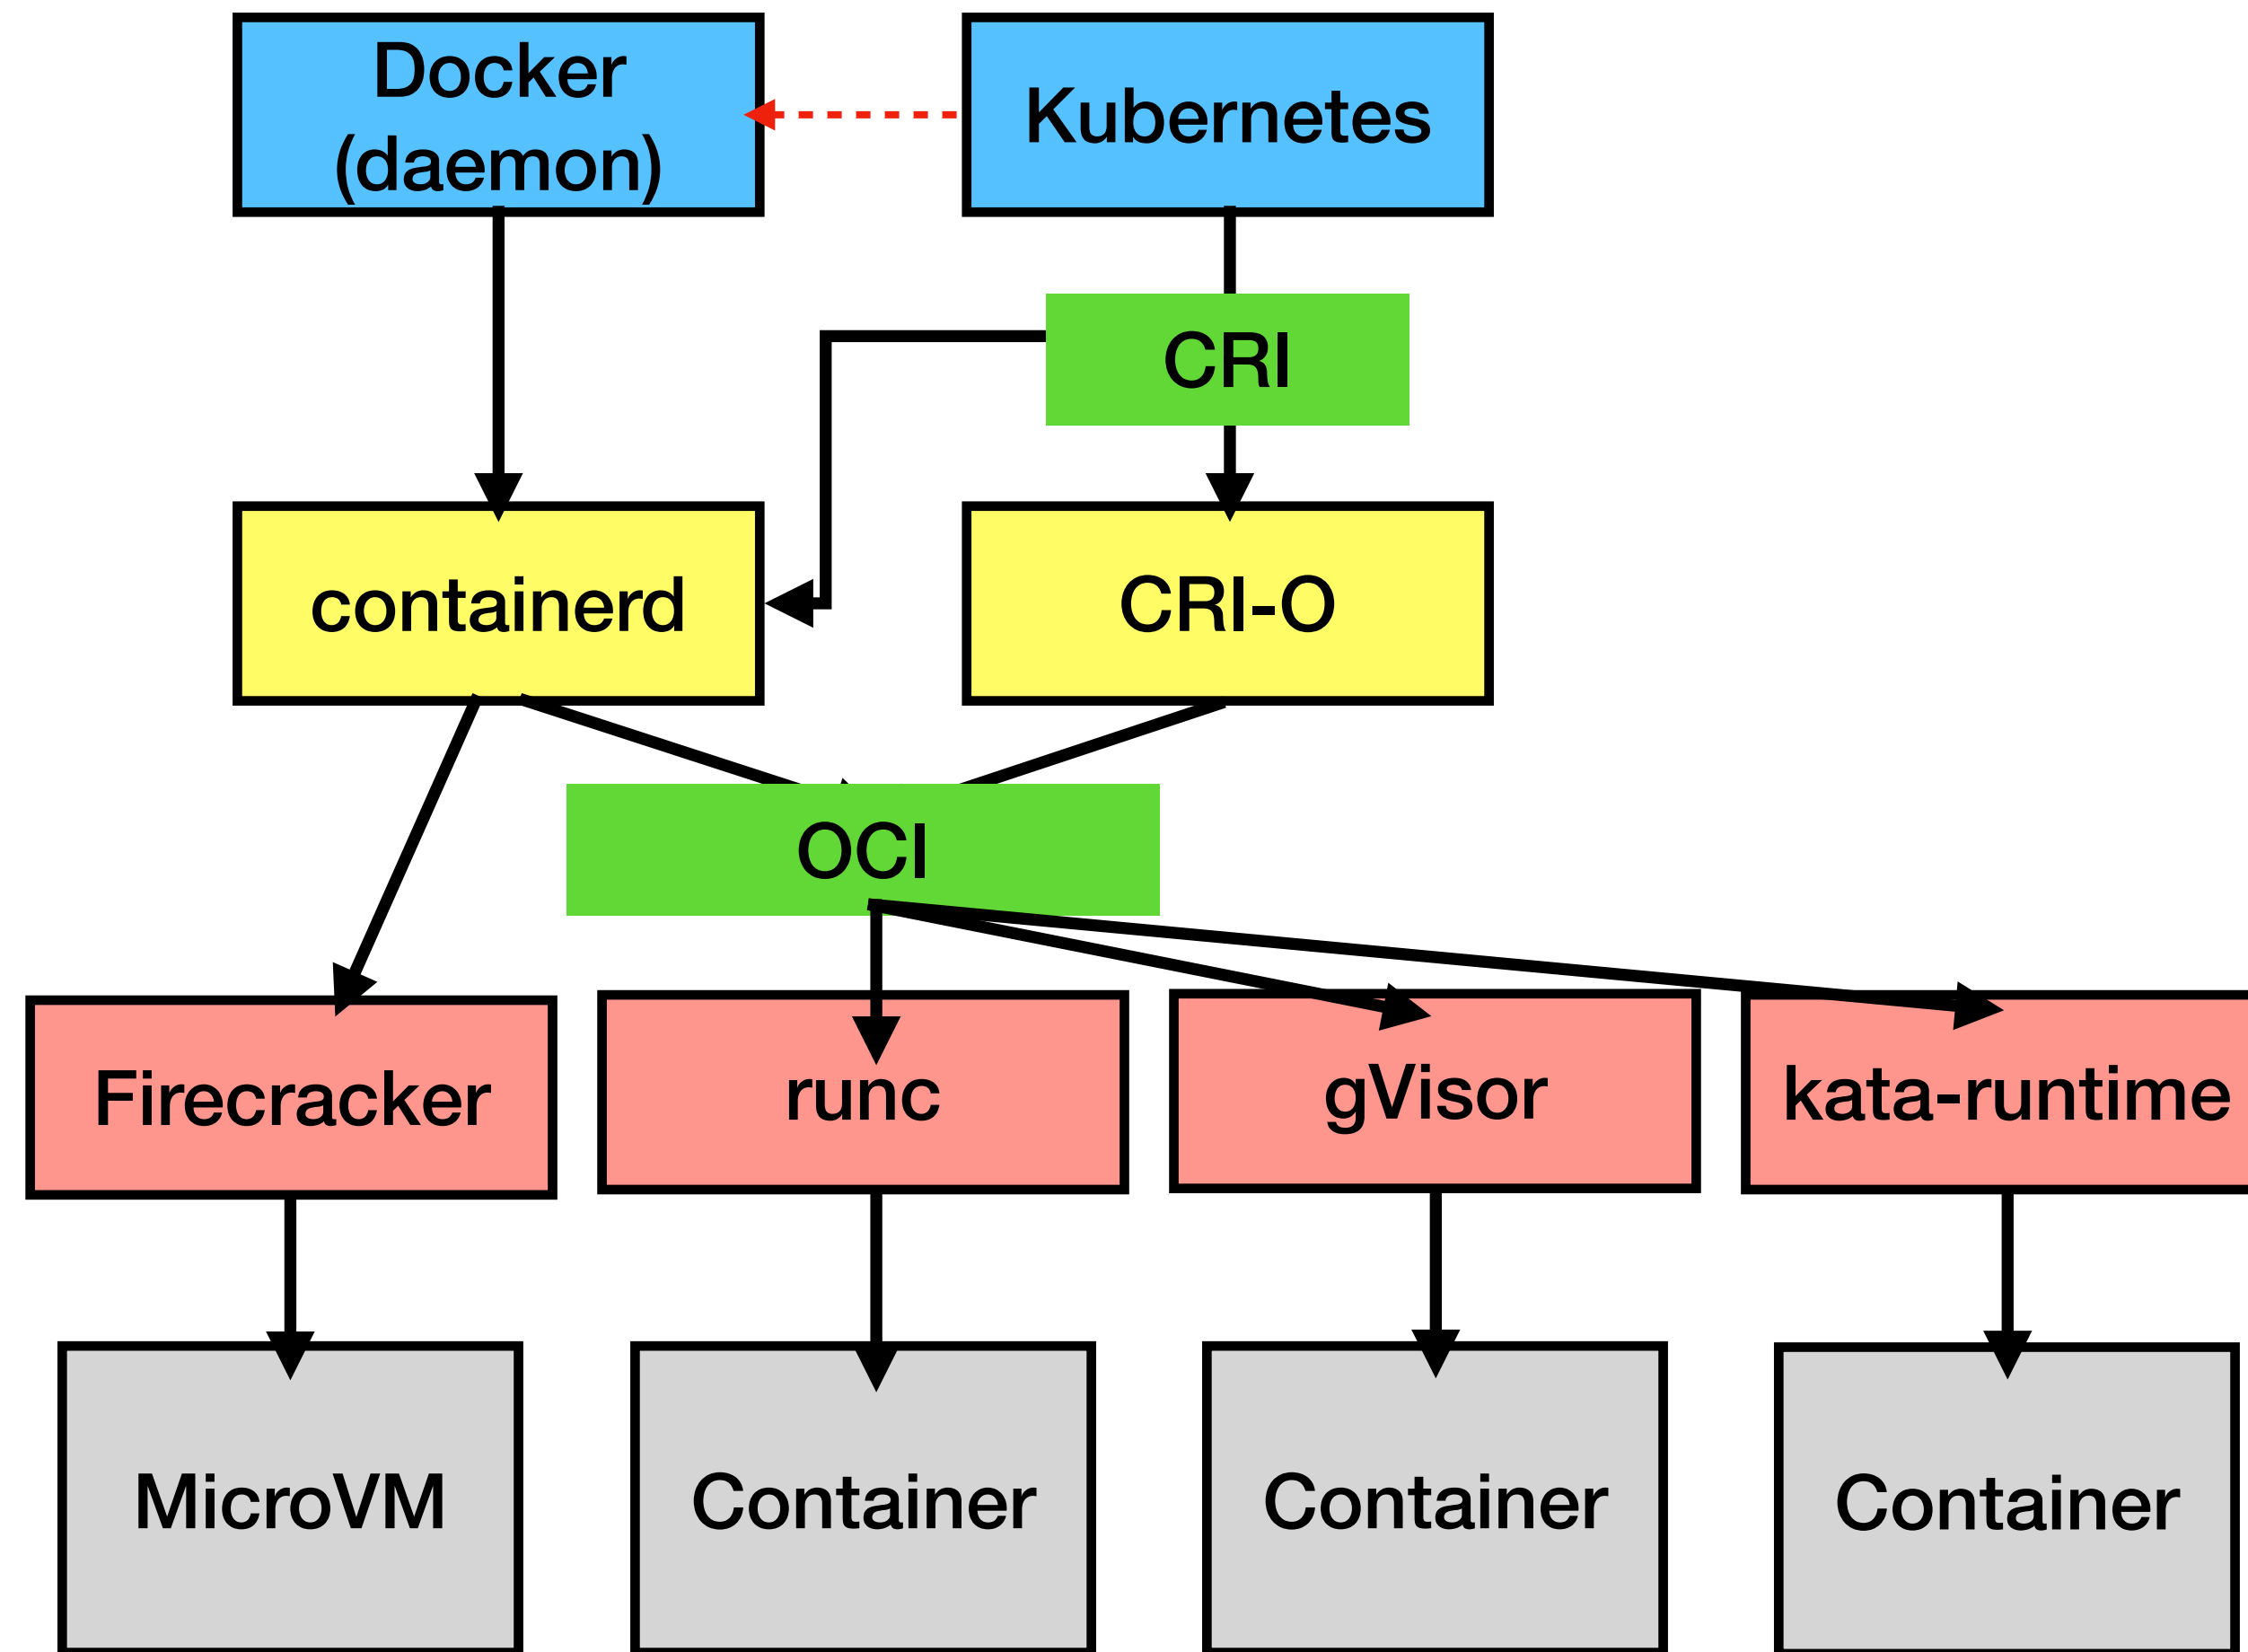 Docker
(daemon)
Kubernetes
CRI
containerd
CRI-O
OCI
Firecracker
runc
gVisor
kata-runtime
MicroVM
Container
Container
Container